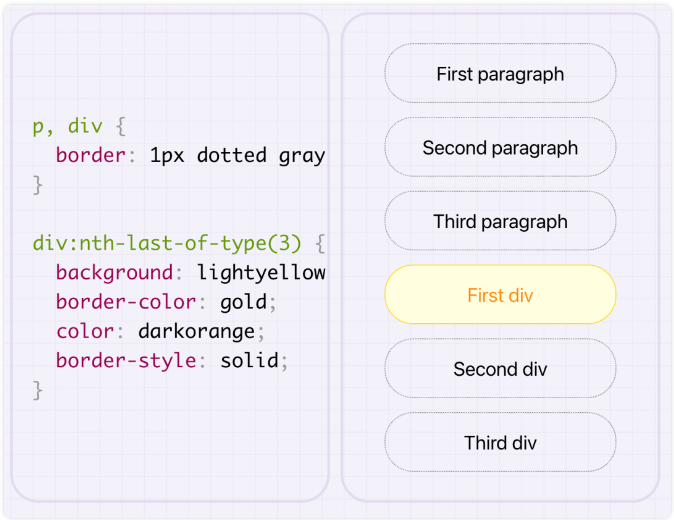 p, div {
border: 1px dotted gray
}
div:nth-last-of-type(3) {
background: lightyellow
border-color: gold;
color: darkorange;
border-style: solid;
}
First paragraph
Second paragraph
Third paragraph
First div
Second div
Third div